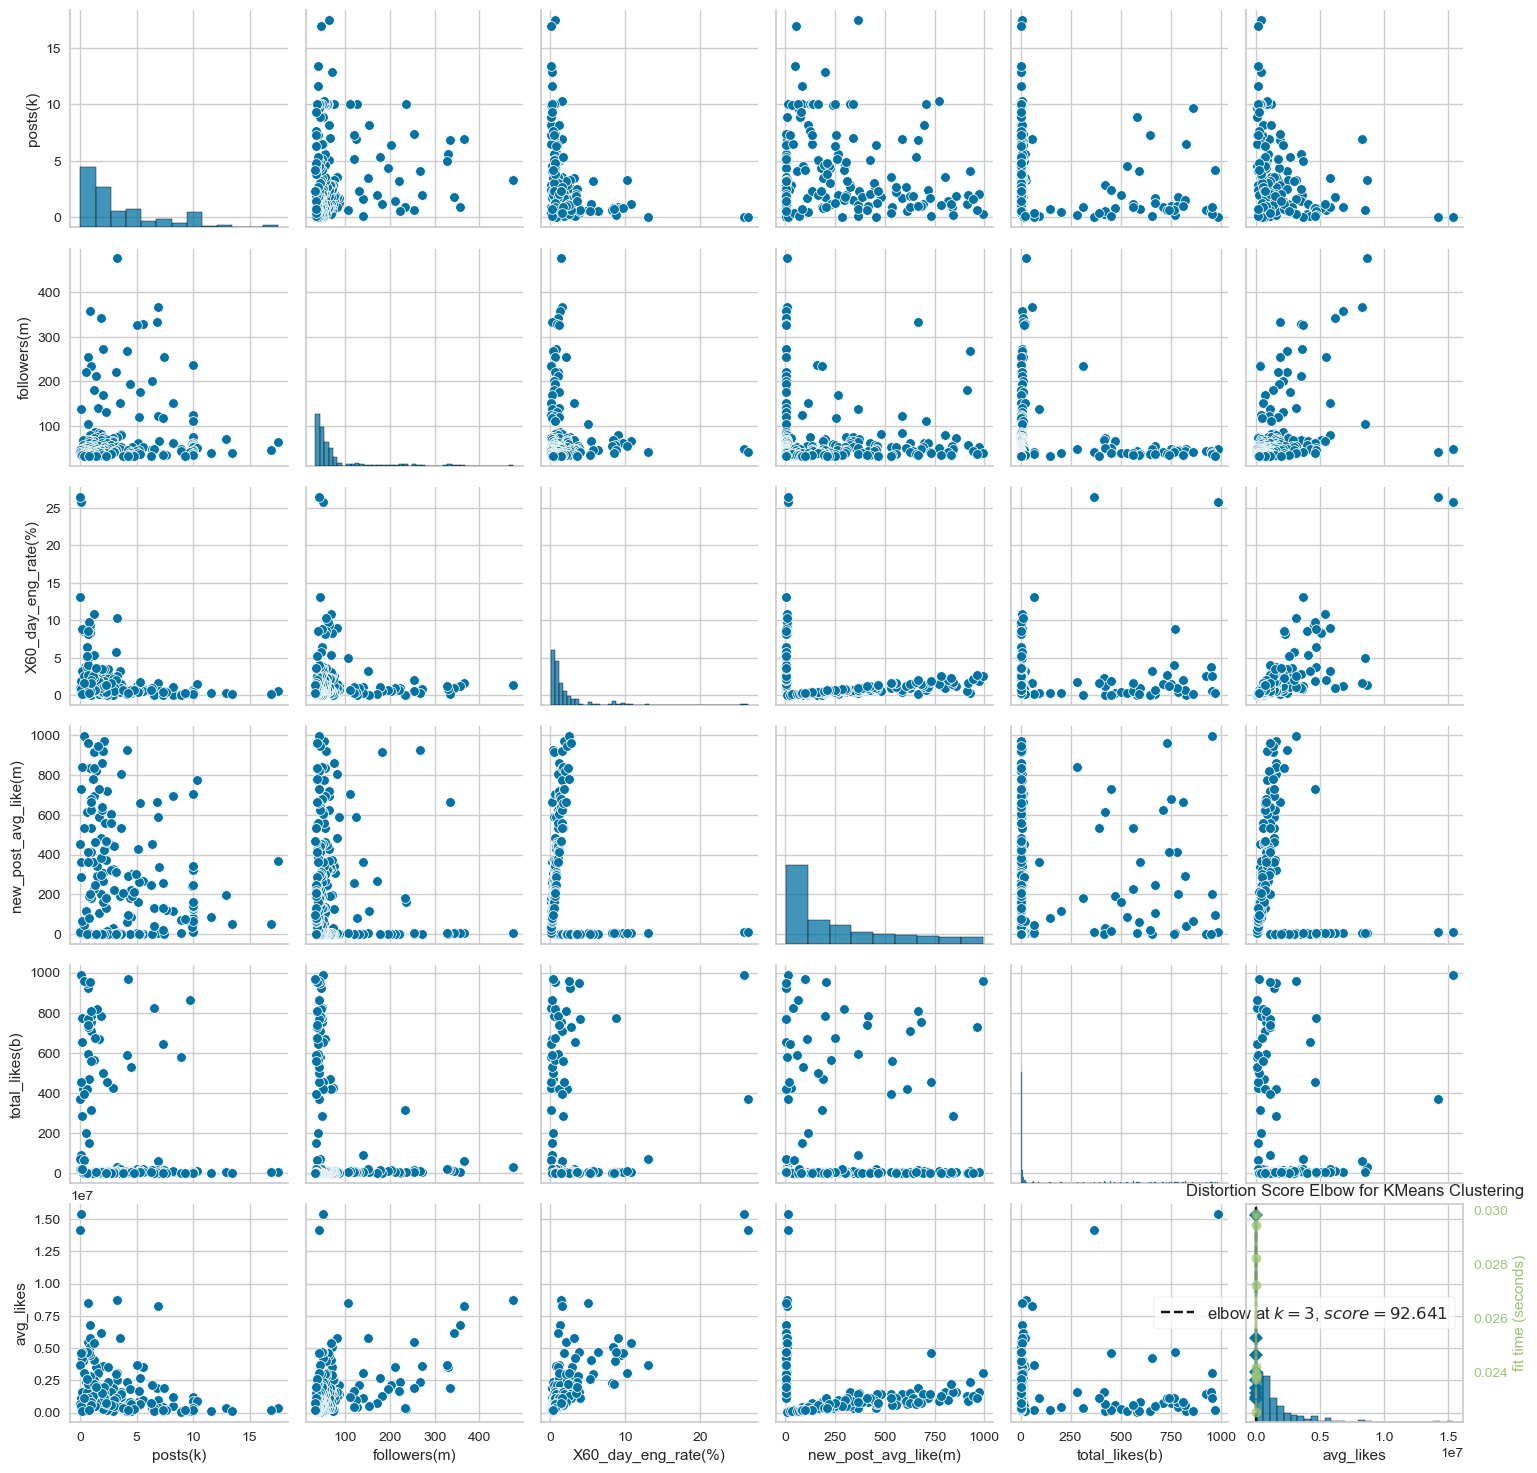 15
10
5
0
posts(k)
400
300
200
100
followers(m)
25
20
15
10
5
0
X60_day_eng_rate(%)
1000
800
600
400
200
0
new_post_avg_like(m)
1000
800
600
400
200
0
total_likes(b)
1e7
Distortion Score Elbow for KMeans Clustering
1.50
1.25
1.00
0.75
0.50
0.25
0.00
avg_likes
elbow at k = 3, score = 92.641
0.030
0.028
0.026
0.024
fit time (seconds)
0 5 10 15
100 200 300 400
0 10 20
0 250 500 750 1000
0 250 500 750 1000
0.0 0.5 1.0 1.5
1e7
posts(k) followers(m) X60_day_eng_rate(%) new_post_avg_like(m) total_likes(b) avg_likes